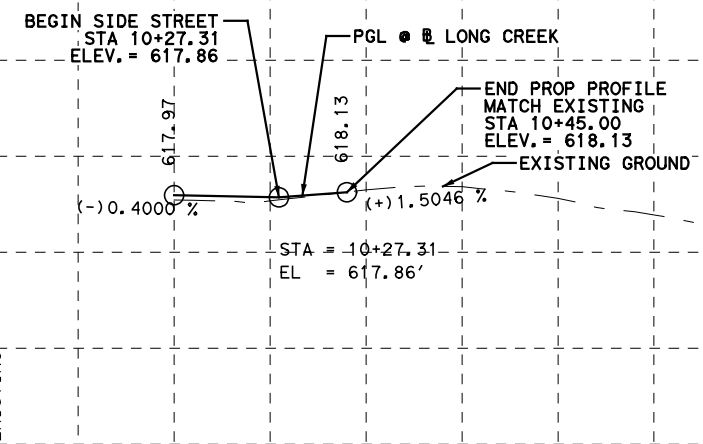 BEGIN SIDE STREET
STA 10+27.31
ELEV.= 617.86
PGL @ ℄ LONG CREEK
END PROP PROFILE
MATCH EXISTING
STA 10+45.00
ELEV.= 618.13
EXISTING GROUND
617.97
618.13
(-)0.4000 %
(+)1.5046 %
STA = 10+27.31
EL = 617.86'